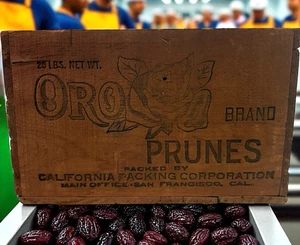 25 LBS. NET WT.
ORO
BRAND
PRUNES
PACKED BY
CALIFORNIA PACKING CORPORATION
MAIN OFFICE - SAN FRANCISCO, CAL.